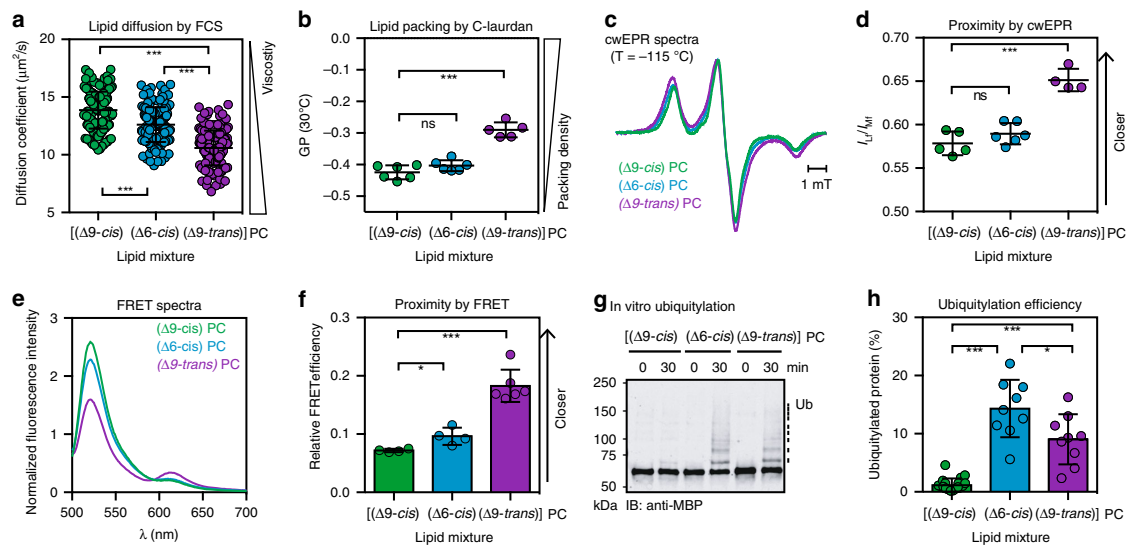 a
Lipid diffusion by FCS
Diffusion coefficient (μm²/s)
20
15
10
5
***
***
***
Viscostiy
[(Δ9-cis) (Δ6-cis) (Δ9-trans)] PC
Lipid mixture
b
Lipid packing by C-laurdan
GP (30°C)
0.0
−0.1
−0.2
−0.3
−0.4
−0.5
***
ns
Packing density
[(Δ9-cis) (Δ6-cis) (Δ9-trans)] PC
Lipid mixture
c
cwEPR spectra
(T = −115 °C)
(Δ9-cis) PC
(Δ6-cis) PC
(Δ9-trans) PC
1 mT
d
Proximity by cwEPR
ILf/IMf
0.70
0.65
0.60
0.55
0.50
***
ns
Closer
[(Δ9-cis) (Δ6-cis) (Δ9-trans)] PC
Lipid mixture
e
FRET spectra
Normalized fluorescence intensity
3
2
1
0
(Δ9-cis) PC
(Δ6-cis) PC
(Δ9-trans) PC
500 550 600 650 700
λ (nm)
f
Proximity by FRET
Relative FRETefficiency
0.3
0.2
0.1
0.0
***
*
Closer
[(Δ9-cis) (Δ6-cis) (Δ9-trans)] PC
Lipid mixture
g
In vitro ubiquitylation
[(Δ9-cis) (Δ6-cis) (Δ9-trans)] PC
0 30 0 30 0 30 min
250
150
100
75
50
Ub
kDa IB: anti-MBP
h
Ubiquitylation efficiency
Ubiquitylated protein (%)
30
20
10
0
***
***
*
[(Δ9-cis) (Δ6-cis) (Δ9-trans)] PC
Lipid mixture